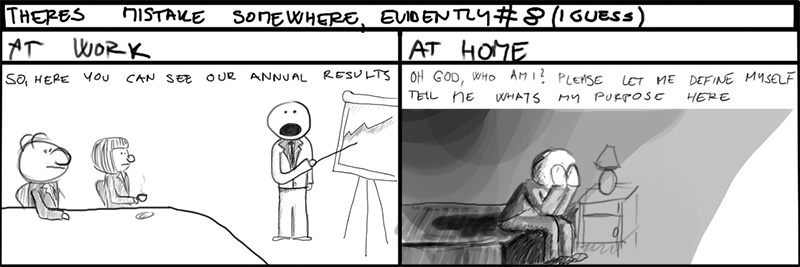 THERES MISTAKE SOMEWHERE, EVIDENTLY #8 (I GUESS)
AT WORK
SO, HERE YOU CAN SEE OUR ANNUAL RESULTS
AT HOME
OH GOD, WHO AM I? PLEASE LET ME DEFINE MYSELF
TELL ME WHATS MY PURPOSE HERE